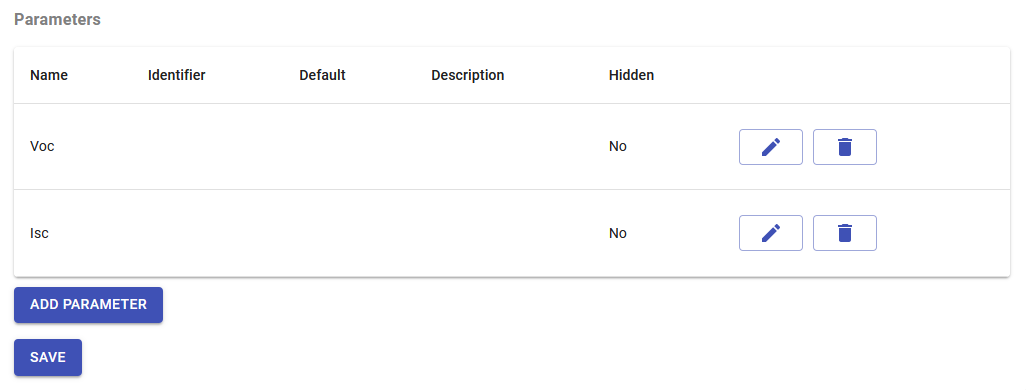 Parameters
Name Identifier Default Description Hidden
Voc No
Isc No
ADD PARAMETER
SAVE